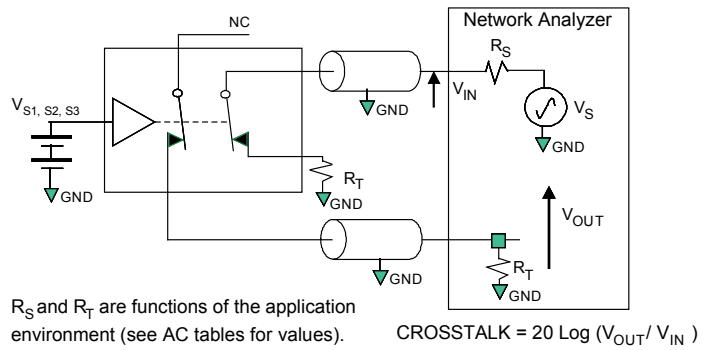 Network Analyzer
NC
R_S
V_IN
V_S
GND
GND
V_S1, S2, S3
GND
R_T
GND
V_OUT
GND
R_T
GND
R_S and R_T are functions of the application
environment (see AC tables for values).
CROSSTALK = 20 Log (V_OUT/ V_IN )